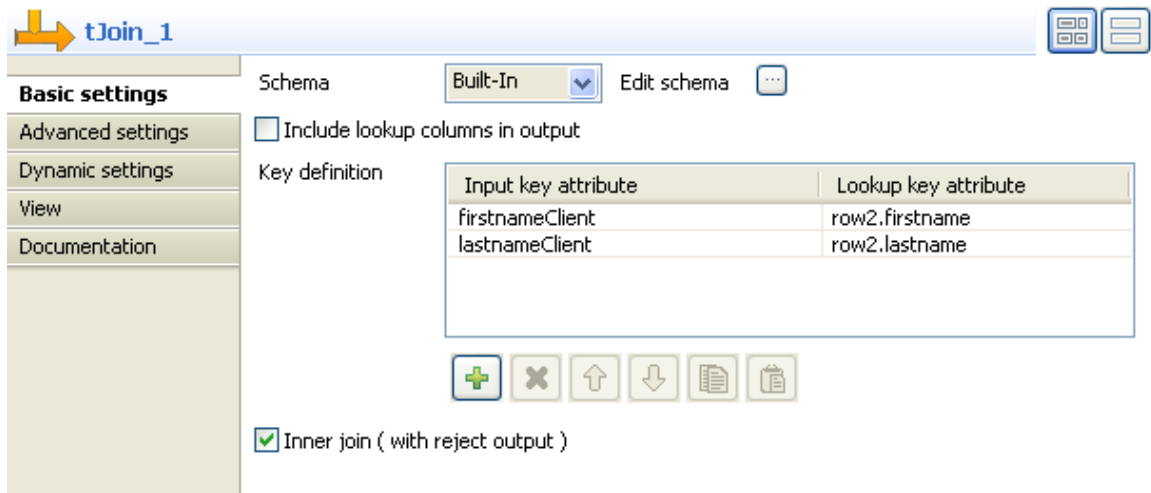 tJoin_1
Basic settings
Advanced settings
Dynamic settings
View
Documentation
Schema Built-In Edit schema ...
Include lookup columns in output
Key definition
Input key attribute Lookup key attribute
firstnameClient row2.firstname
lastnameClient row2.lastname
Inner join ( with reject output )